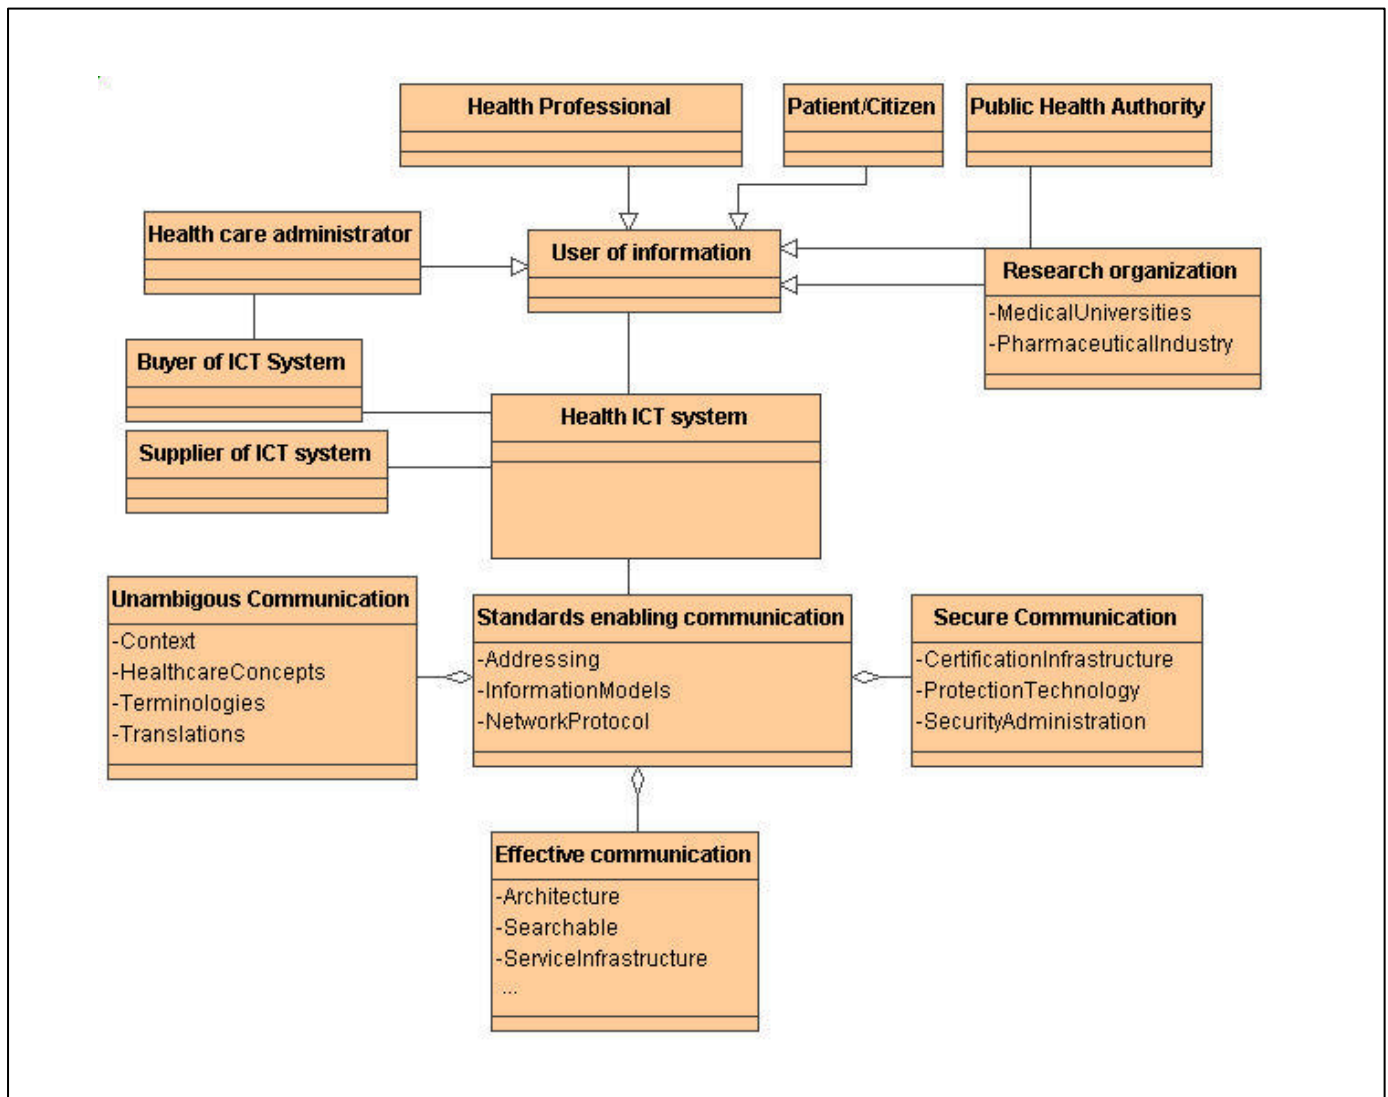 Health Professional
Patient/Citizen
Public Health Authority
Health care administrator
User of information
Research organization
-MedicalUniversities
-PharmaceuticalIndustry
Buyer of ICT System
Health ICT system
Supplier of ICT system
Unambigous Communication
-Context
-HealthcareConcepts
-Terminologies
-Translations
Standards enabling communication
-Addressing
-InformationModels
-NetworkProtocol
Secure Communication
-CertificationInfrastructure
-ProtectionTechnology
-SecurityAdministration
Effective communication
-Architecture
-Searchable
-ServiceInfrastructure
...